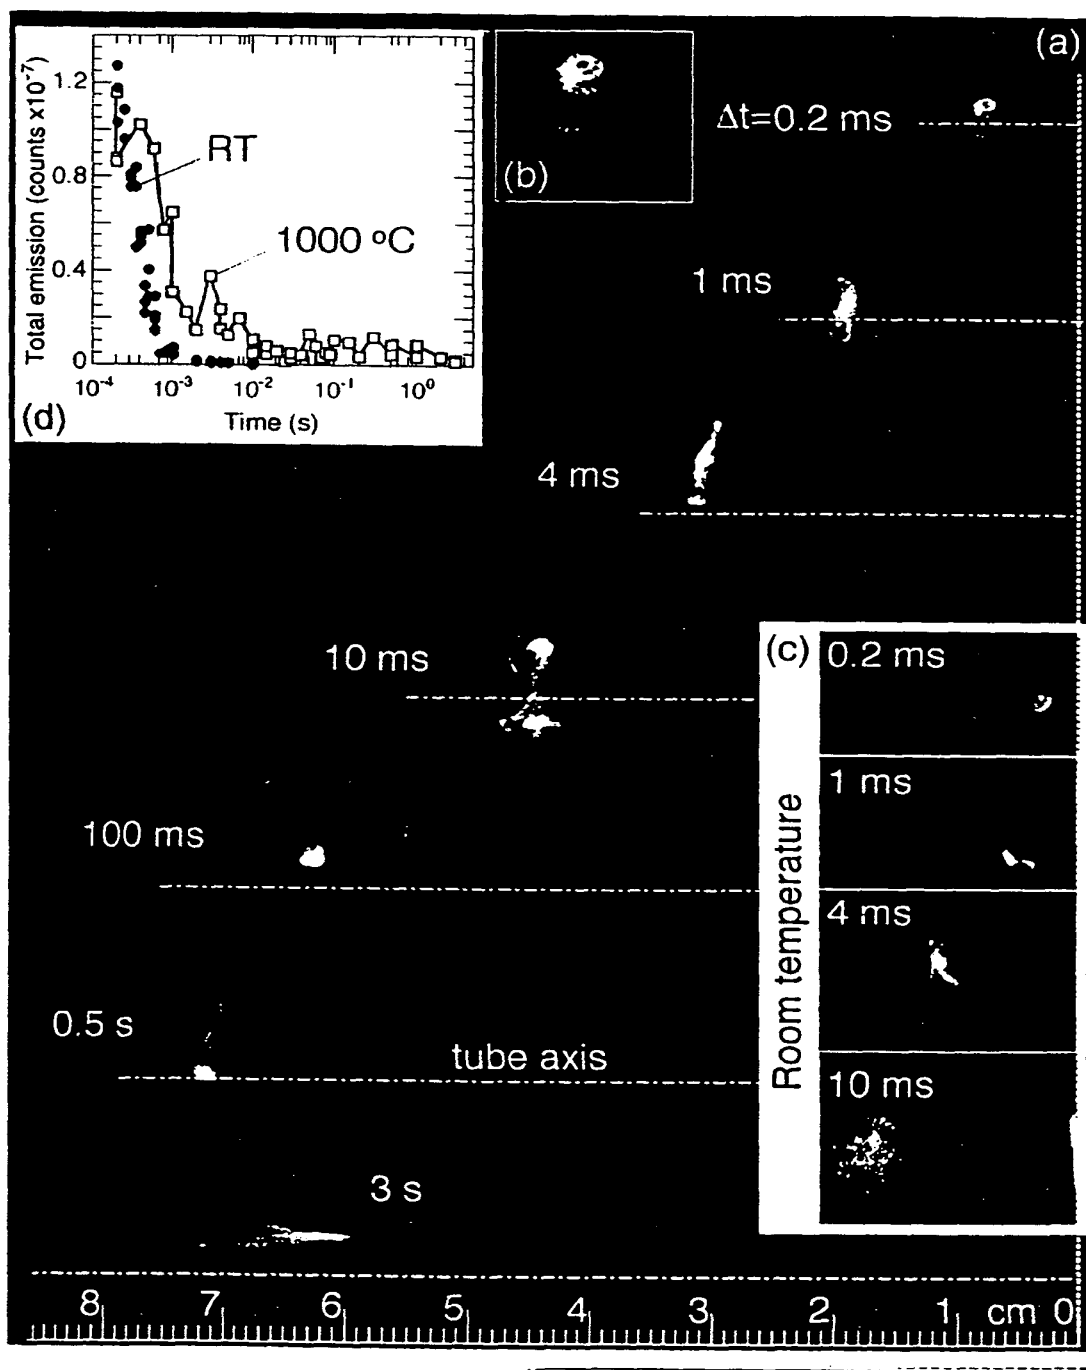 (a)
Δt=0.2 ms
1 ms
4 ms
10 ms
100 ms
0.5 s
tube axis
3 s
8 7 6 5 4 3 2 1 cm 0
(b)
(c)
Room temperature
0.2 ms
1 ms
4 ms
10 ms
(d)
Total emission (counts x10⁻⁷)
1.2
0.8
0.4
0
RT
1000 ºC
10⁻⁴ 10⁻³ 10⁻² 10⁻¹ 10⁰
Time (s)